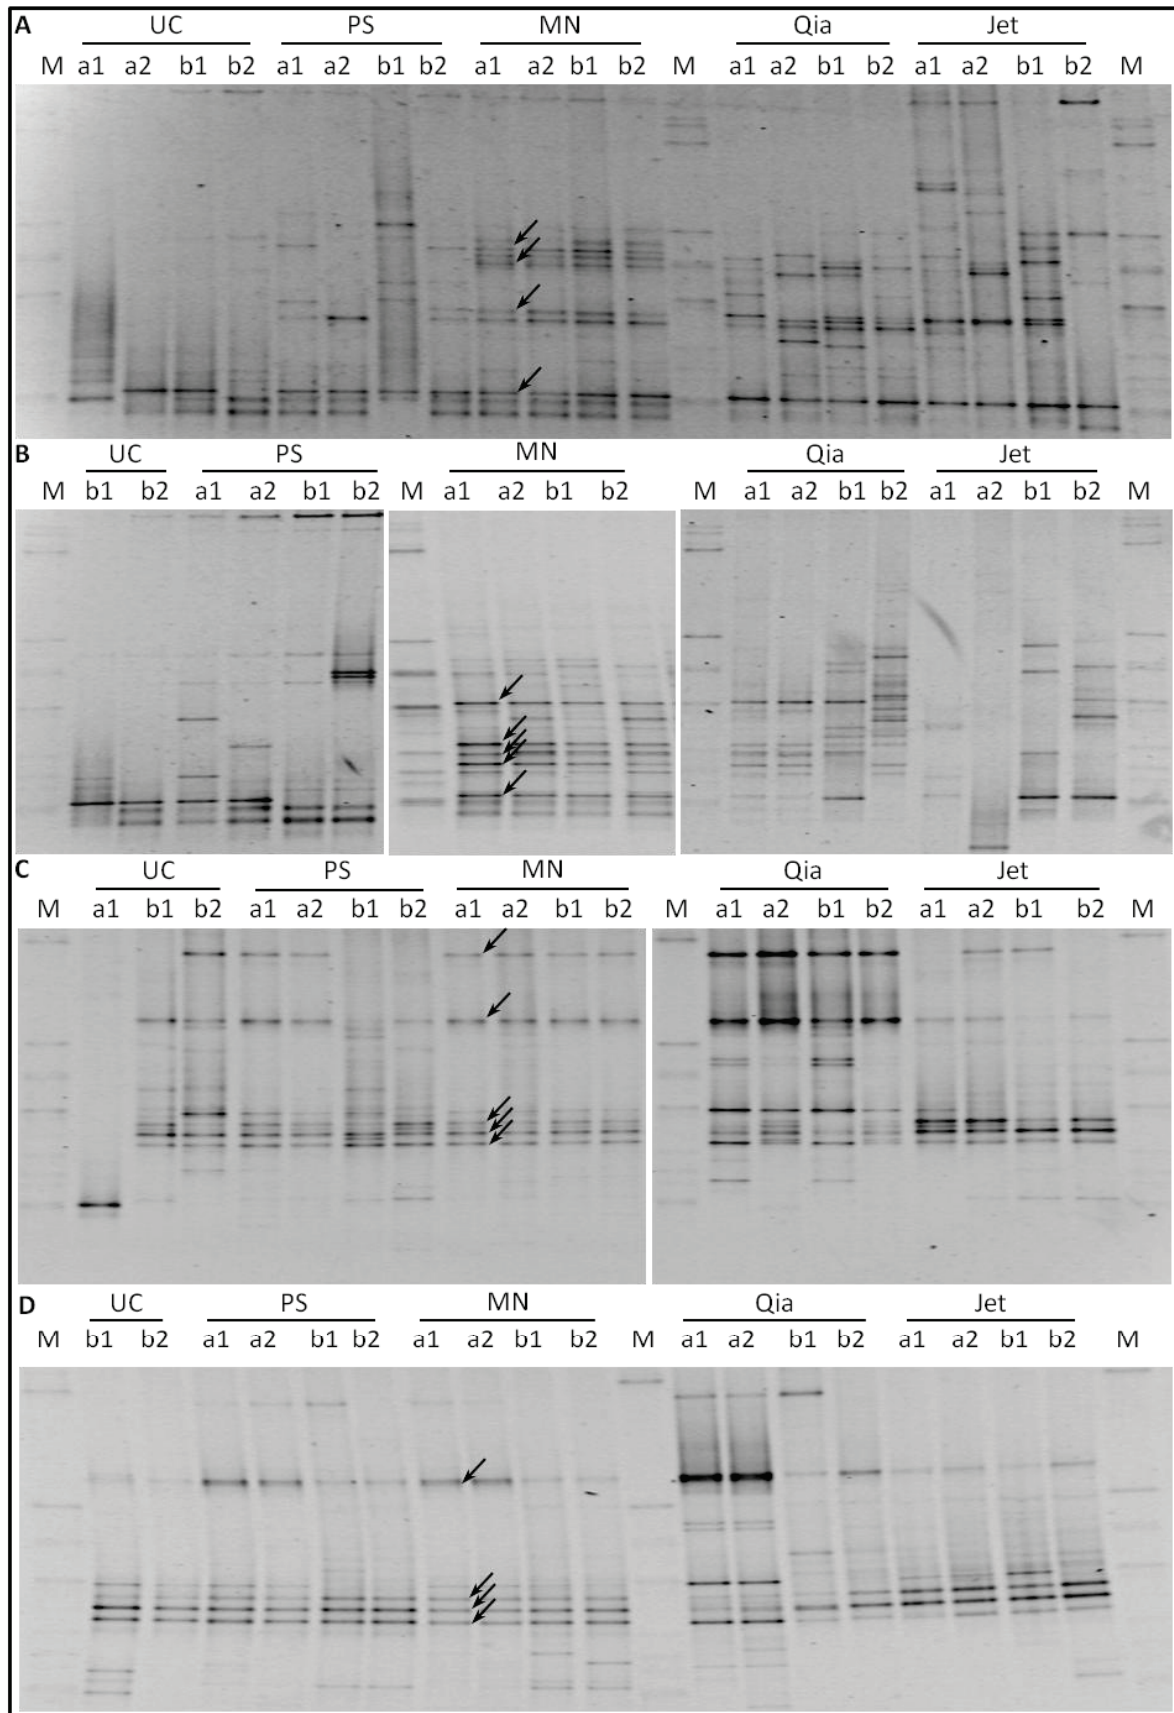 A UC PS MN Qia Jet
M a1 a2 b1 b2 a1 a2 b1 b2 a1 a2 b1 b2 M a1 a2 b1 b2 a1 a2 b1 b2 M
B UC PS MN Qia Jet
M b1 b2 a1 a2 b1 b2 M a1 a2 b1 b2 M a1 a2 b1 b2 a1 a2 b1 b2 M
C UC PS MN Qia Jet
M a1 b1 b2 a1 a2 b1 b2 a1 a2 b1 b2 M a1 a2 b1 b2 a1 a2 b1 b2 M
D UC PS MN Qia Jet
M b1 b2 a1 a2 b1 b2 a1 a2 b1 b2 M a1 a2 b1 b2 a1 a2 b1 b2 M